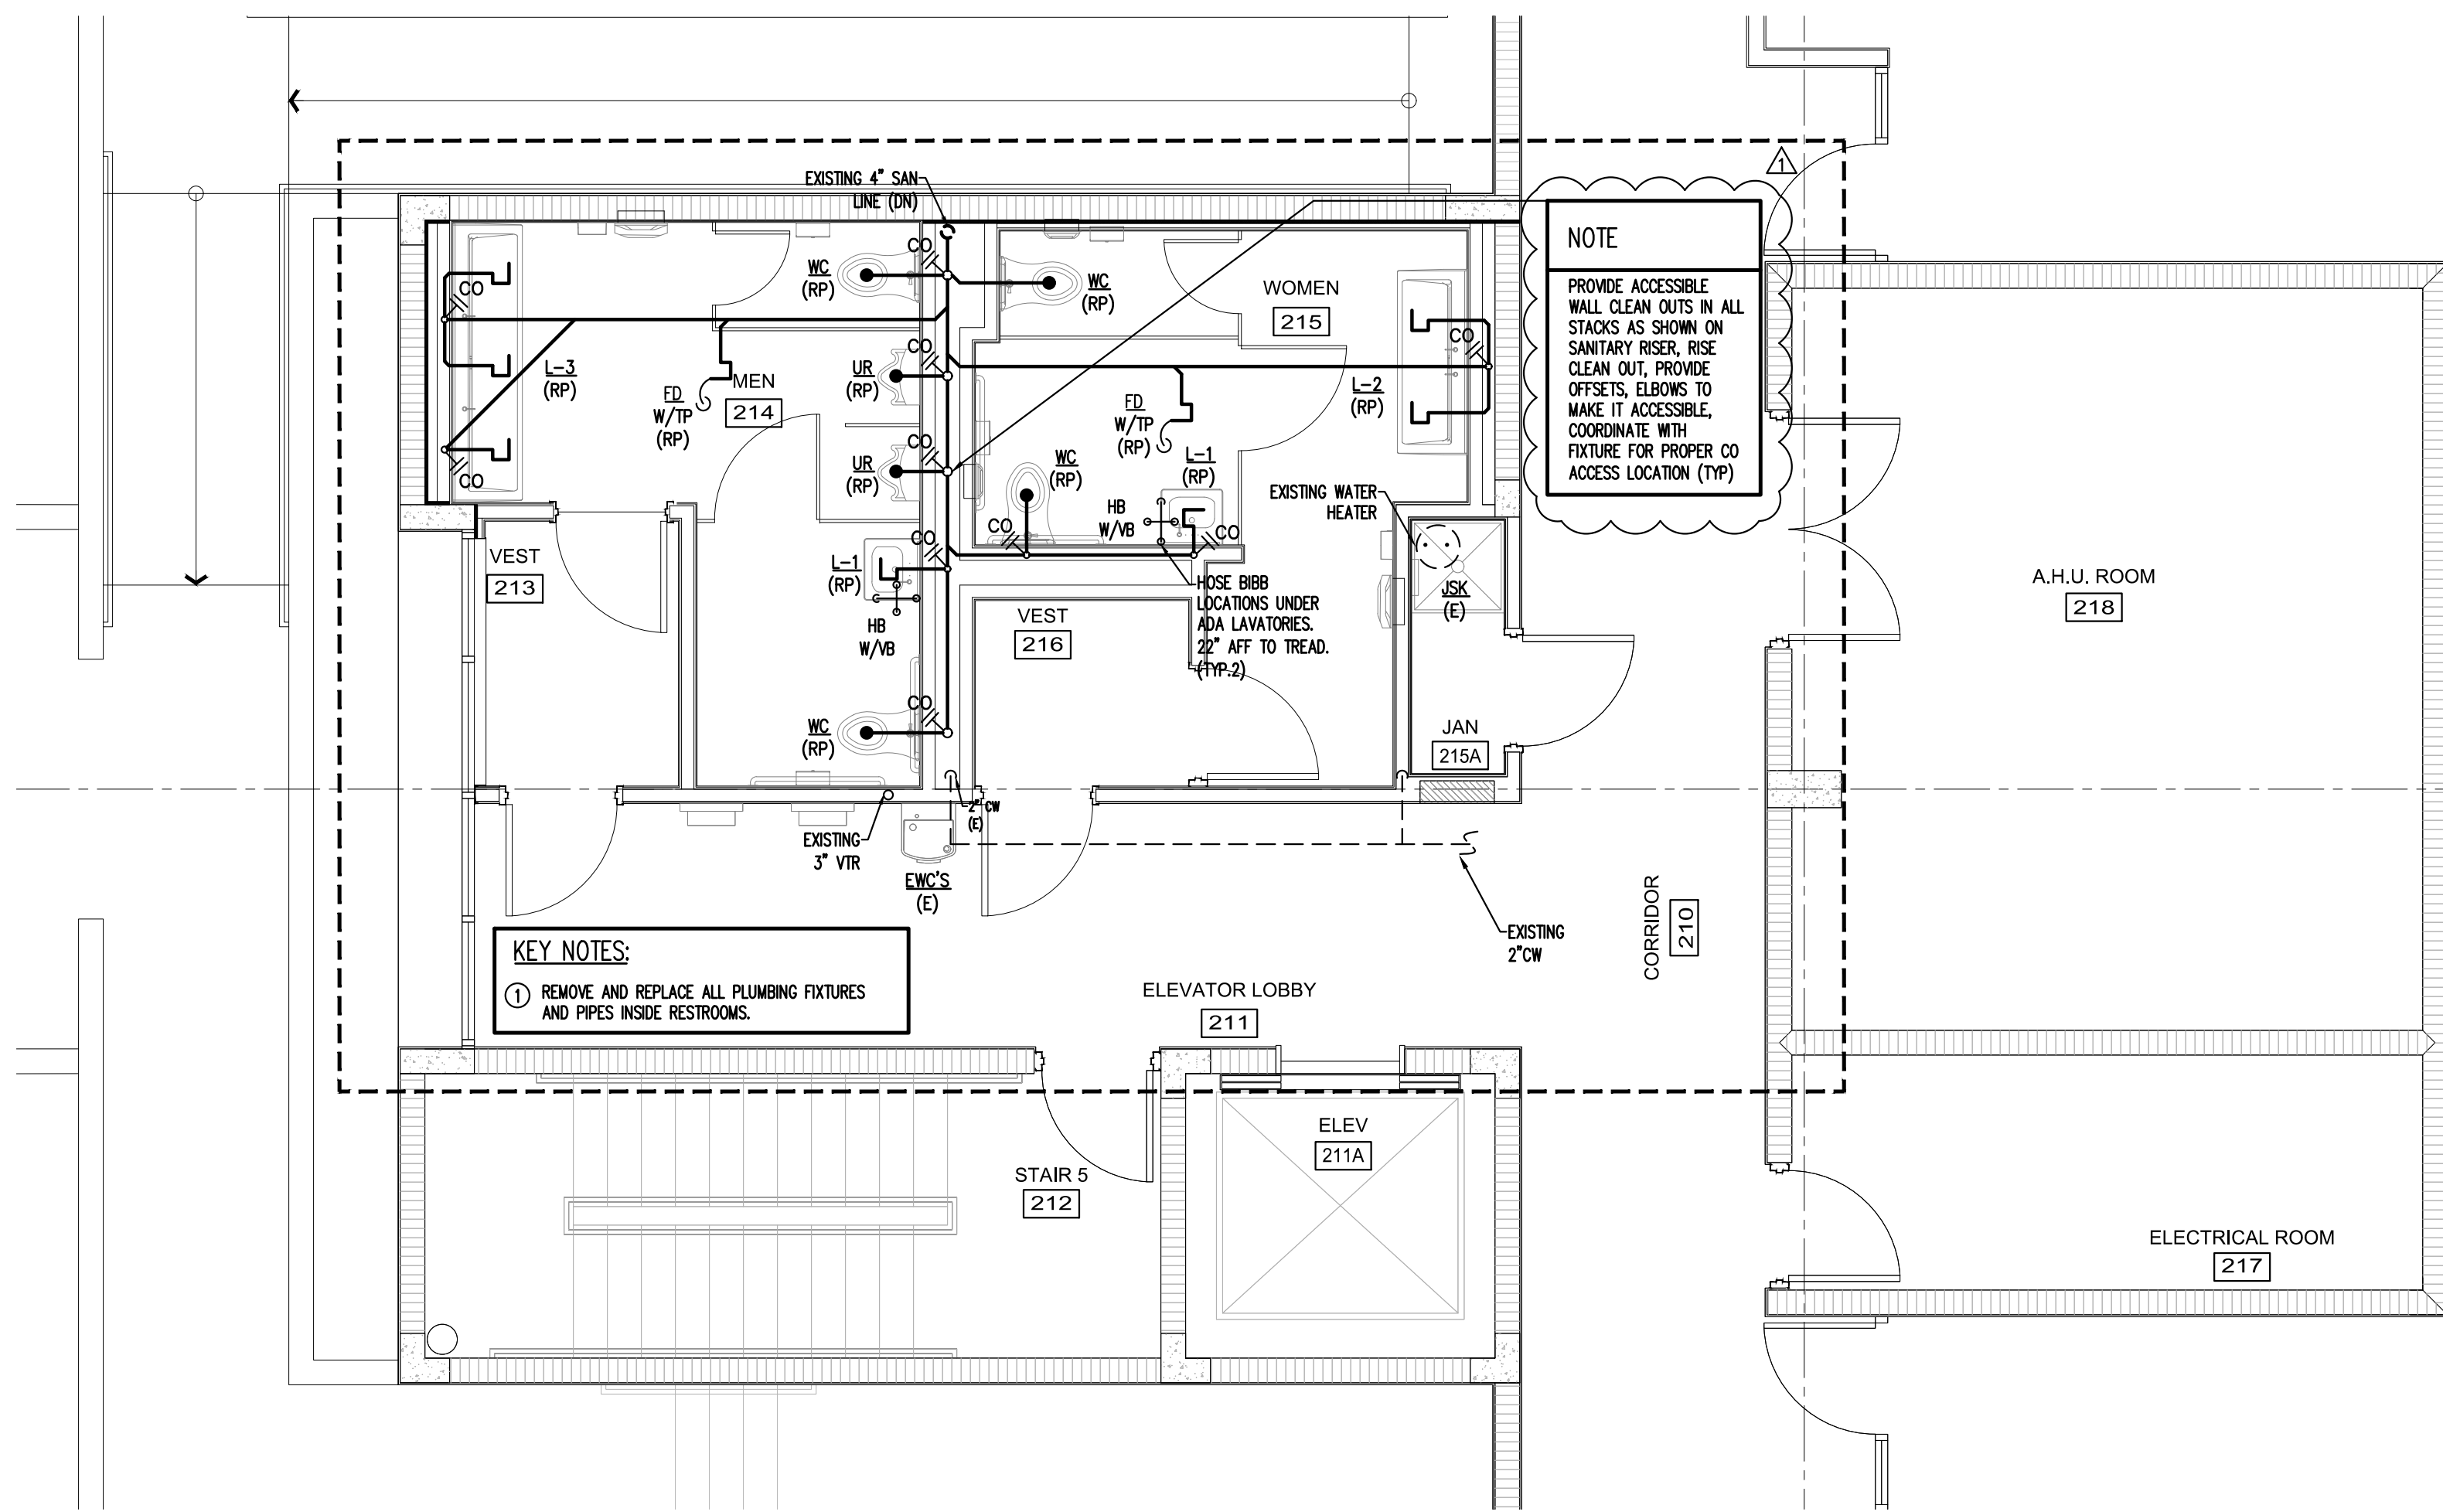 1
EXISTING 4" SAN
LINE (DN)
NOTE
PROVIDE ACCESSIBLE
WALL CLEAN OUTS IN ALL
STACKS AS SHOWN ON
SANITARY RISER, RISE
CLEAN OUT, PROVIDE
OFFSETS, ELBOWS TO
MAKE IT ACCESSIBLE,
COORDINATE WITH
FIXTURE FOR PROPER CO
ACCESS LOCATION (TYP)
CO
WC
(RP)
WC
(RP)
WOMEN
215
CO
CO
UR
(RP)
CO
L-3
(RP)
MEN
214
FD
W/TP
(RP)
L-2
(RP)
FD
W/TP
(RP)
CO
UR
(RP)
CO
WC
(RP)
L-1
(RP)
EXISTING WATER
HEATER
HB
W/VB
CO
CO
CO
VEST
213
L-1
(RP)
HB
W/VB
HOSE BIBB
LOCATIONS UNDER
ADA LAVATORIES.
22" AFF TO TREAD.
(TYP.2)
JSK
(E)
VEST
216
A.H.U. ROOM
218
CO
WC
(RP)
JAN
215A
2" CW
(E)
EXISTING
3" VTR
EWC'S
(E)
EXISTING
2"CW
CORRIDOR
210
KEY NOTES:
1 REMOVE AND REPLACE ALL PLUMBING FIXTURES
AND PIPES INSIDE RESTROOMS.
ELEVATOR LOBBY
211
ELEV
211A
STAIR 5
212
ELECTRICAL ROOM
217